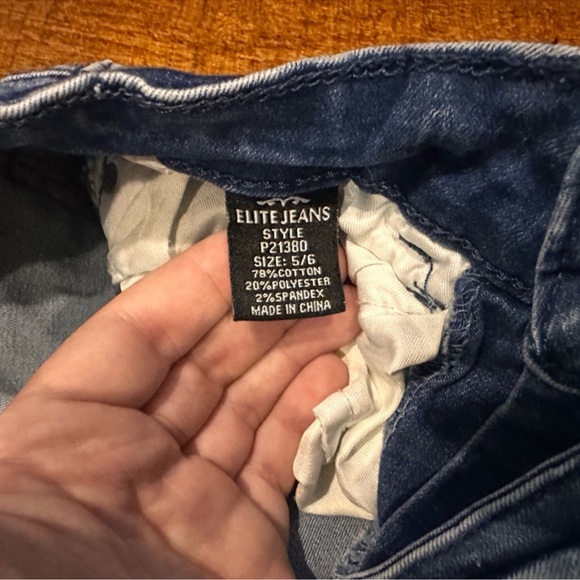 ELITE JEANS
STYLE
P21380
SIZE: 5/6
78%COTTON
20%POLYESTER
2%SPANDEX
MADE IN CHINA